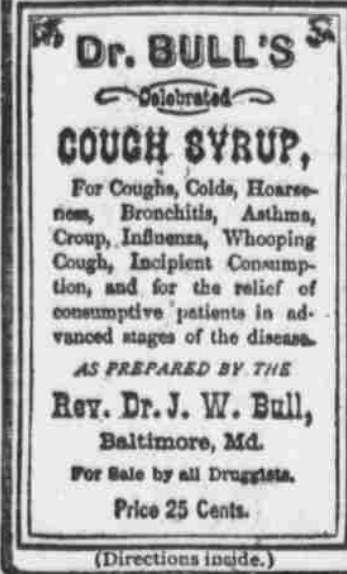 Dr. BULL'S
Celebrated
COUGH SYRUP,
For Coughs, Colds, Hoarse-
ness, Bronchitis, Asthma,
Croup, Influenza, Whooping
Cough, Incipient Consump-
tion, and for the relief of
consumptive patients in ad-
vanced stages of the disease.
AS PREPARED BY THE
Rev. Dr. J. W. Bull,
Baltimore, Md.
For Sale by all Druggists.
Price 25 Cents.
(Directions inside.)